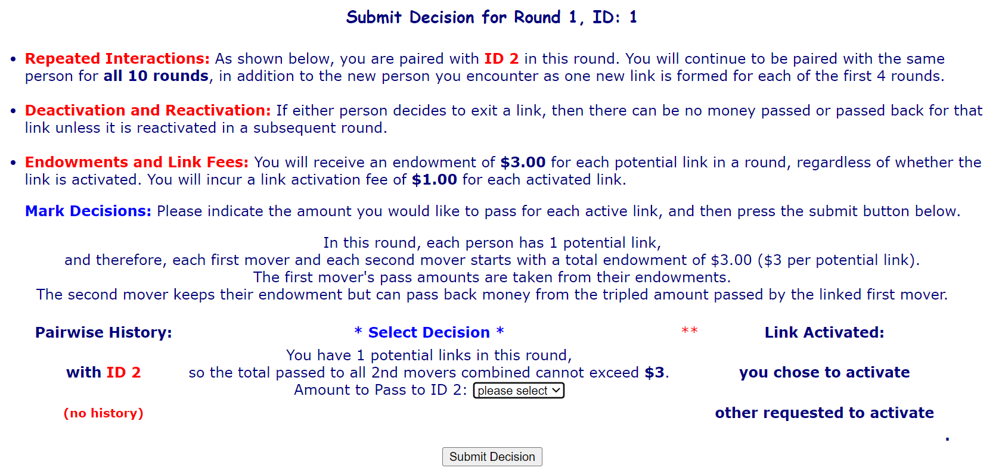 Submit Decision for Round 1, ID: 1
• Repeated Interactions: As shown below, you are paired with ID 2 in this round. You will continue to be paired with the same
person for all 10 rounds, in addition to the new person you encounter as one new link is formed for each of the first 4 rounds.
• Deactivation and Reactivation: If either person decides to exit a link, then there can be no money passed or passed back for that
link unless it is reactivated in a subsequent round.
• Endowments and Link Fees: You will receive an endowment of $3.00 for each potential link in a round, regardless of whether the
link is activated. You will incur a link activation fee of $1.00 for each activated link.
Mark Decisions: Please indicate the amount you would like to pass for each active link, and then press the submit button below.
In this round, each person has 1 potential link,
and therefore, each first mover and each second mover starts with a total endowment of $3.00 ($3 per potential link).
The first mover's pass amounts are taken from their endowments.
The second mover keeps their endowment but can pass back money from the tripled amount passed by the linked first mover.
Pairwise History: * Select Decision * ** Link Activated:
You have 1 potential links in this round,
with ID 2 so the total passed to all 2nd movers combined cannot exceed $3. you chose to activate
Amount to Pass to ID 2: please select
(no history) other requested to activate
.
Submit Decision